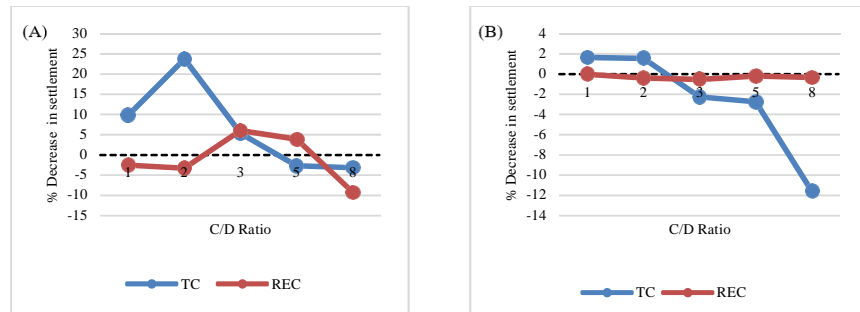 (A)
% Decrease in settlement
30
25
20
15
10
5
0
-5
-10
-15
1 2 3 5 8
C/D Ratio
TC REC
(B)
% Decrease in settlement
4
2
0
-2
-4
-6
-8
-10
-12
-14
1 2 3 5 8
C/D Ratio
TC REC